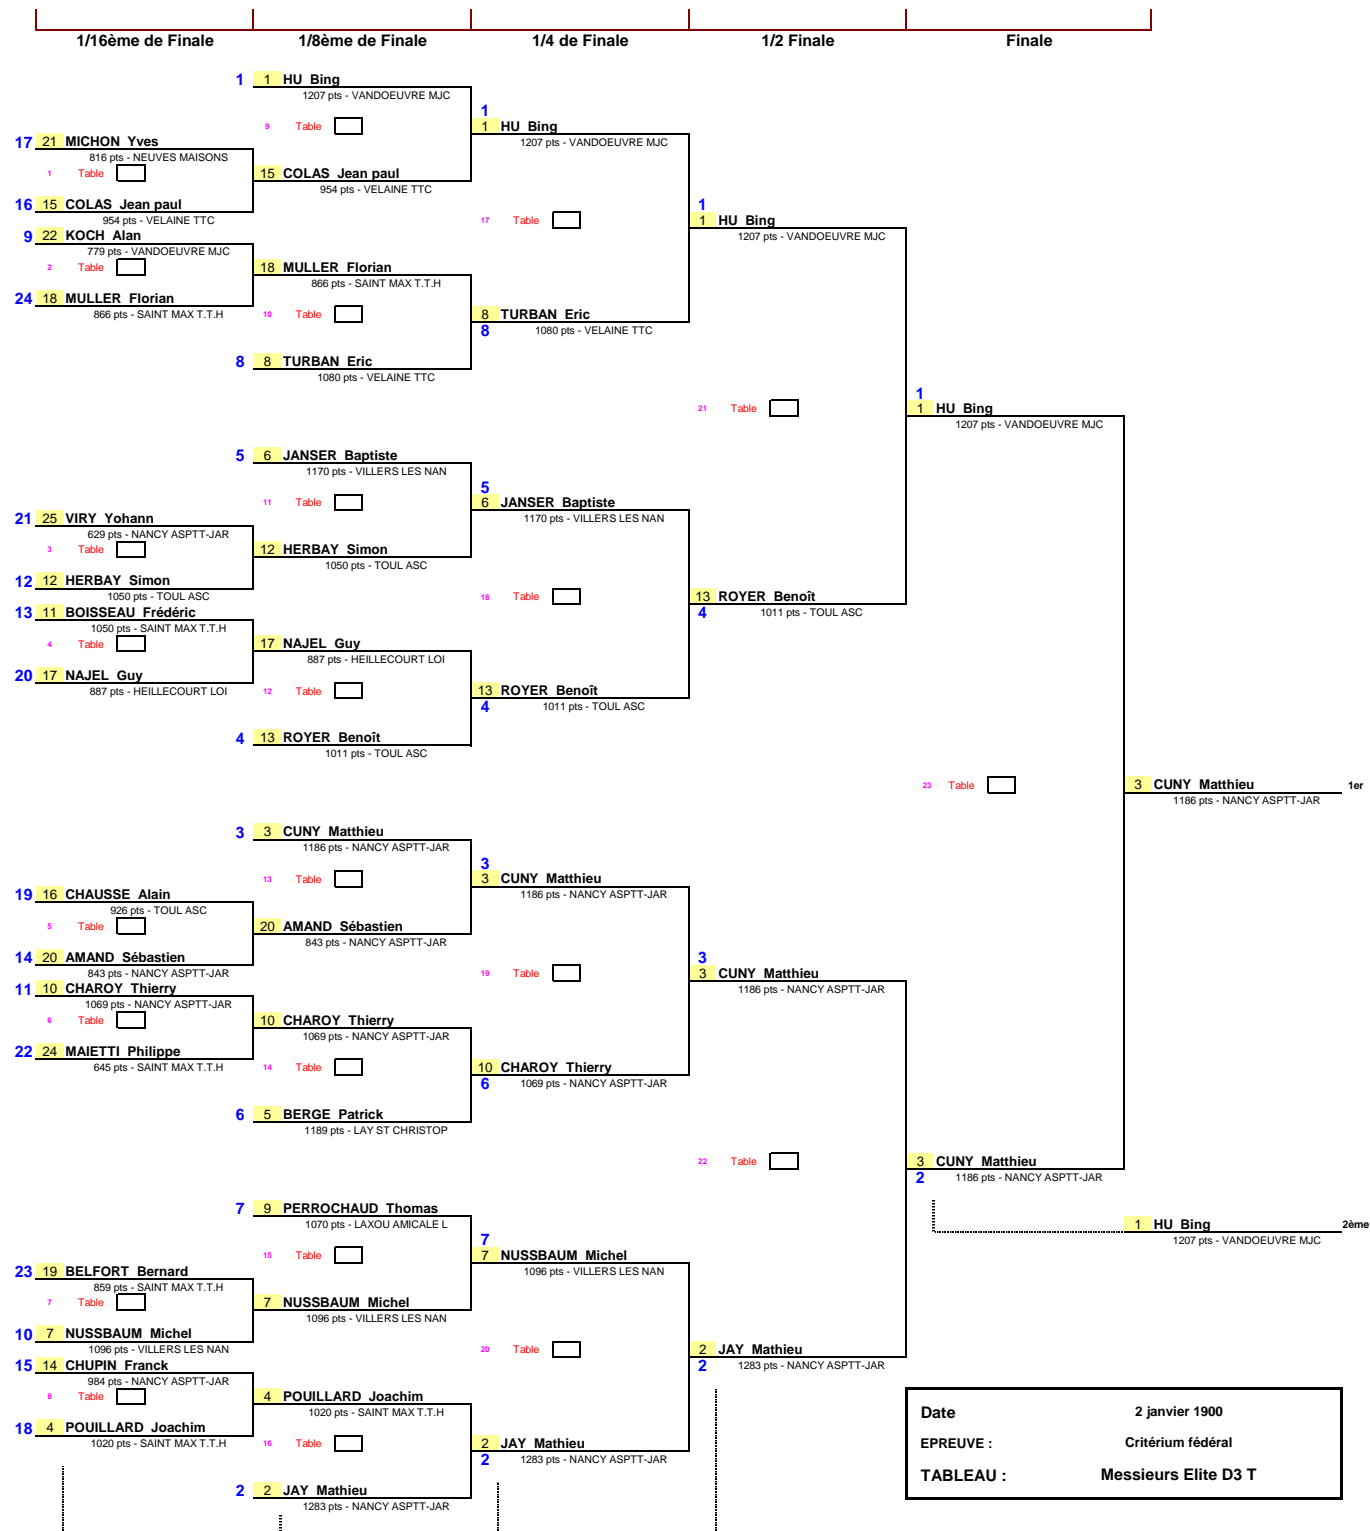 1/16ème de Finale 1/8ème de Finale 1/4 de Finale 1/2 Finale Finale
1 1 HU Bing
1207 pts - VANDOEUVRE MJC
1
9 Table 1 HU Bing
17 21 MICHON Yves 1207 pts - VANDOEUVRE MJC
816 pts - NEUVES MAISONS
1 Table 15 COLAS Jean paul
954 pts - VELAINE TTC
16 15 COLAS Jean paul 1
954 pts - VELAINE TTC 17 Table 1 HU Bing
9 22 KOCH Alan 1207 pts - VANDOEUVRE MJC
779 pts - VANDOEUVRE MJC
2 Table 18 MULLER Florian
866 pts - SAINT MAX T.T.H
24 18 MULLER Florian
866 pts - SAINT MAX T.T.H 10 Table 8 TURBAN Eric
8 1080 pts - VELAINE TTC
8 8 TURBAN Eric
1080 pts - VELAINE TTC
1
21 Table 1 HU Bing
1207 pts - VANDOEUVRE MJC
5 6 JANSER Baptiste
1170 pts - VILLERS LES NAN
5
11 Table 6 JANSER Baptiste
21 25 VIRY Yohann 1170 pts - VILLERS LES NAN
629 pts - NANCY ASPTT-JAR
3 Table 12 HERBAY Simon
1050 pts - TOUL ASC
12 12 HERBAY Simon
1050 pts - TOUL ASC 18 Table 13 ROYER Benoît
13 11 BOISSEAU Frédéric 4 1011 pts - TOUL ASC
1050 pts - SAINT MAX T.T.H
4 Table 17 NAJEL Guy
887 pts - HEILLECOURT LOI
20 17 NAJEL Guy
887 pts - HEILLECOURT LOI 12 Table 13 ROYER Benoît
4 1011 pts - TOUL ASC
4 13 ROYER Benoît
1011 pts - TOUL ASC
23 Table 3 CUNY Matthieu 1er
1186 pts - NANCY ASPTT-JAR
3 3 CUNY Matthieu
1186 pts - NANCY ASPTT-JAR
3
13 Table 3 CUNY Matthieu
19 16 CHAUSSE Alain 1186 pts - NANCY ASPTT-JAR
926 pts - TOUL ASC
5 Table 20 AMAND Sébastien
843 pts - NANCY ASPTT-JAR
14 20 AMAND Sébastien 3
843 pts - NANCY ASPTT-JAR 19 Table 3 CUNY Matthieu
11 10 CHAROY Thierry 1186 pts - NANCY ASPTT-JAR
1069 pts - NANCY ASPTT-JAR
6 Table 10 CHAROY Thierry
1069 pts - NANCY ASPTT-JAR
22 24 MAIETTI Philippe
645 pts - SAINT MAX T.T.H 14 Table 10 CHAROY Thierry
6 1069 pts - NANCY ASPTT-JAR
6 5 BERGE Patrick
1189 pts - LAY ST CHRISTOP
22 Table 3 CUNY Matthieu
2 1186 pts - NANCY ASPTT-JAR
7 9 PERROCHAUD Thomas
1070 pts - LAXOU AMICALE L 1 HU Bing 2ème
7 1207 pts - VANDOEUVRE MJC
15 Table 7 NUSSBAUM Michel
23 19 BELFORT Bernard 1096 pts - VILLERS LES NAN
859 pts - SAINT MAX T.T.H
7 Table 7 NUSSBAUM Michel
1096 pts - VILLERS LES NAN
10 7 NUSSBAUM Michel
1096 pts - VILLERS LES NAN 20 Table 2 JAY Mathieu
15 14 CHUPIN Franck 2 1283 pts - NANCY ASPTT-JAR
984 pts - NANCY ASPTT-JAR
8 Table 4 POUILLARD Joachim
1020 pts - SAINT MAX T.T.H
18 4 POUILLARD Joachim
1020 pts - SAINT MAX T.T.H 16 Table 2 JAY Mathieu
2 1283 pts - NANCY ASPTT-JAR
2 2 JAY Mathieu
1283 pts - NANCY ASPTT-JAR
Date 2 janvier 1900
EPREUVE : Critérium fédéral
TABLEAU : Messieurs Elite D3 T